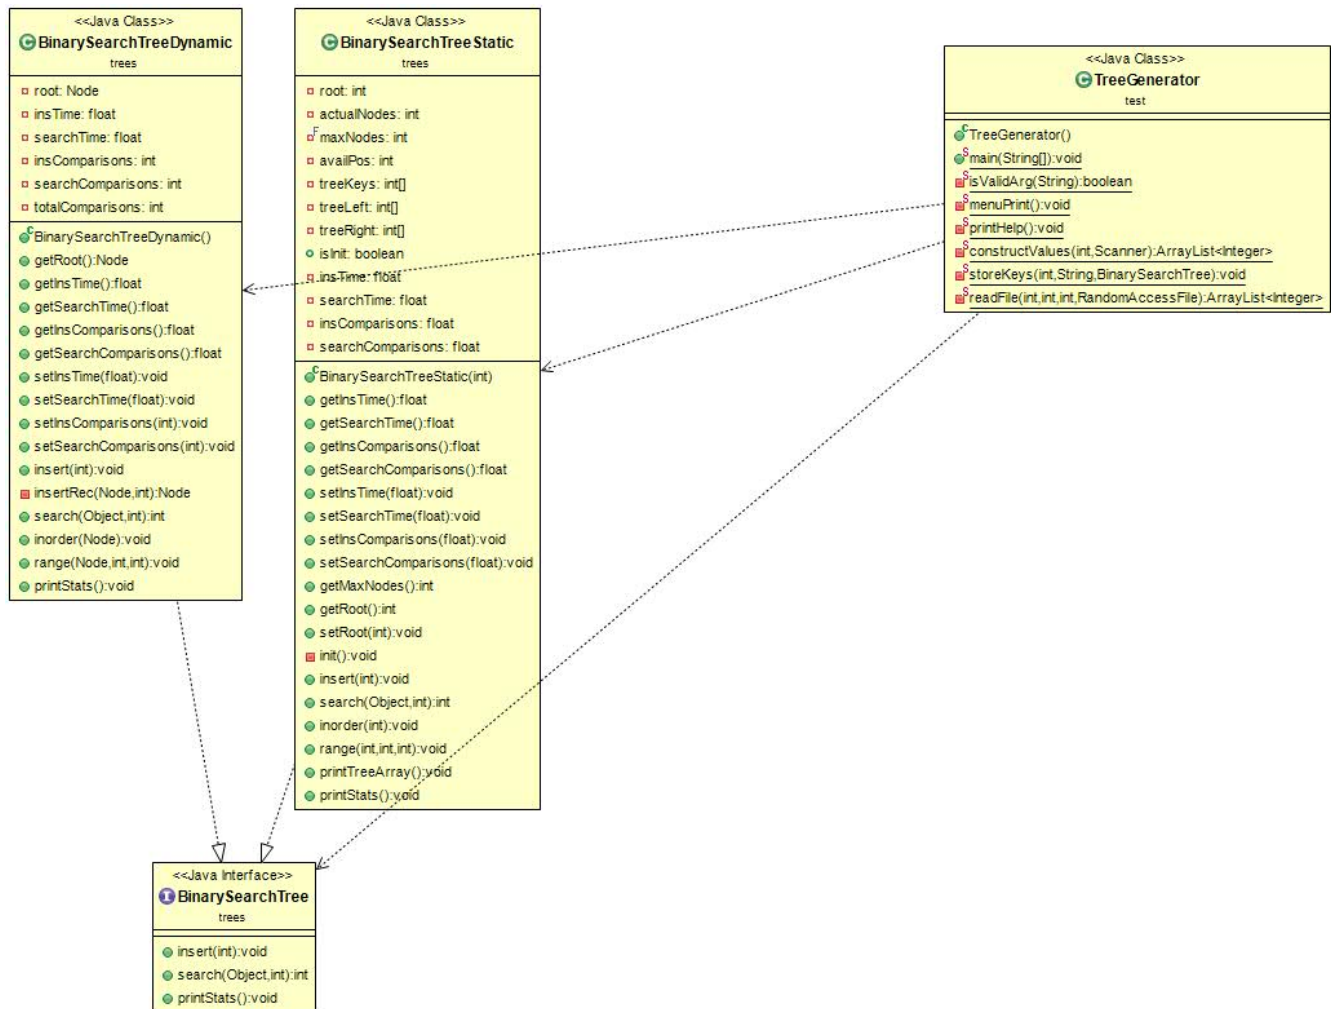 <<Java Class>>
BinarySearchTreeDynamic
trees
root: Node
insTime: float
searchTime: float
insComparisons: int
searchComparisons: int
totalComparisons: int
BinarySearchTreeDynamic()
getRoot():Node
getInsTime():float
getSearchTime():float
getInsComparisons():float
getSearchComparisons():float
setInsTime(float):void
setSearchTime(float):void
setInsComparisons(int):void
setSearchComparisons(int):void
insert(int):void
insertRec(Node,int):Node
search(Object,int):int
inorder(Node):void
range(Node,int,int):void
printStats():void
<<Java Class>>
BinarySearchTreeStatic
trees
root: int
actualNodes: int
maxNodes: int
availPos: int
treeKeys: int[]
treeLeft: int[]
treeRight: int[]
isInit: boolean
insTime: float
searchTime: float
insComparisons: float
searchComparisons: float
BinarySearchTreeStatic(int)
getInsTime():float
getSearchTime():float
getInsComparisons():float
getSearchComparisons():float
setInsTime(float):void
setSearchTime(float):void
setInsComparisons(float):void
setSearchComparisons(float):void
getMaxNodes():int
getRoot():int
setRoot(int):void
init():void
insert(int):void
search(Object,int):int
inorder(int):void
range(int,int,int):void
printTreeArray():void
printStats():void
<<Java Class>>
TreeGenerator
test
TreeGenerator()
main(String[]):void
isValidArg(String):boolean
menuPrint():void
printHelp():void
constructValues(int,Scanner):ArrayList<Integer>
storeKeys(int,String,BinarySearchTree):void
readFile(int,int,int,RandomAccessFile):ArrayList<Integer>
<<Java Interface>>
BinarySearchTree
trees
insert(int):void
search(Object,int):int
printStats():void